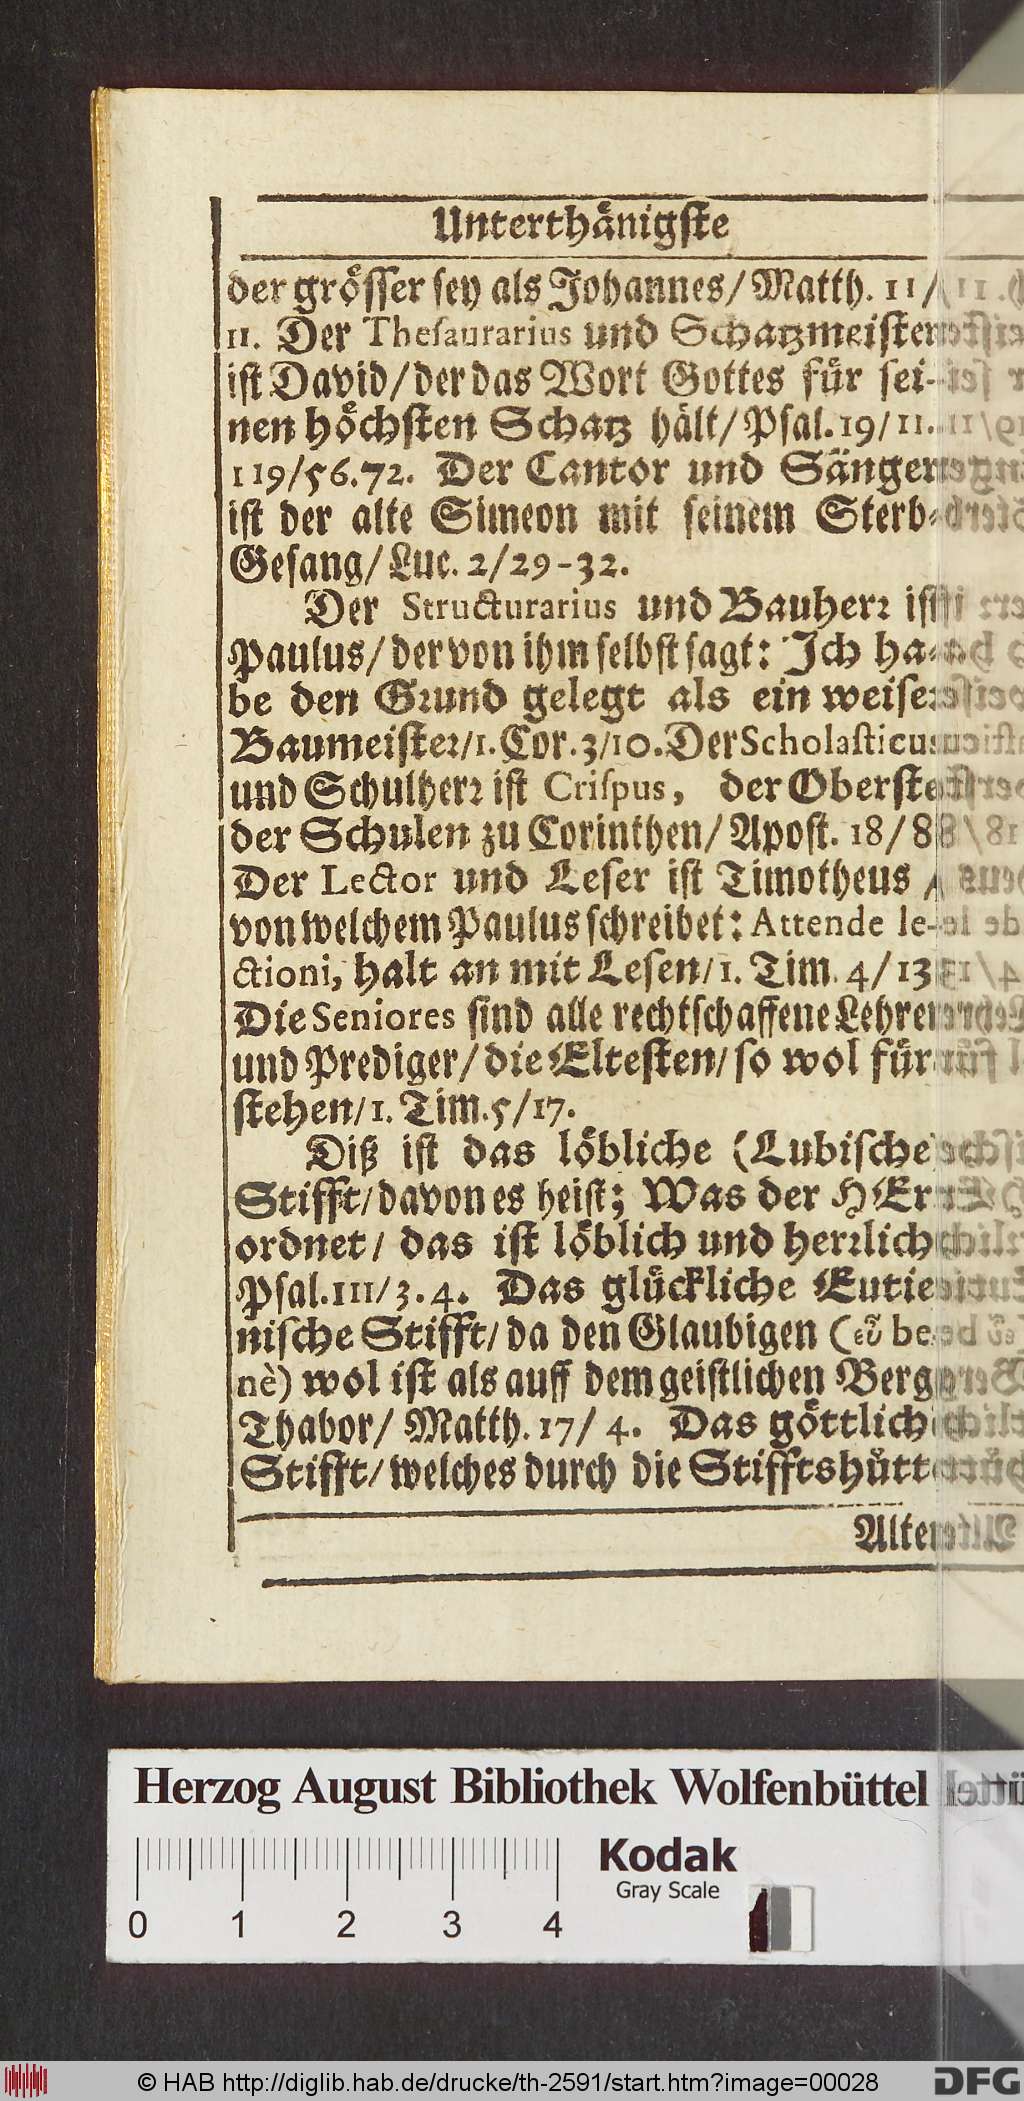 Unterthänigste
der grösser sey als Johannes/ Matth. 11/
11. Der Thesaurarius und Schatzmeister
ist David/ der das Wort Gottes für sei-
nen höchsten Schatz hält/ Psal. 19/ 11.
119/56.72. Der Cantor und Sänger
ist der alte Simeon mit seinem Sterb-
Gesang/ Luc. 2/29-32.
Der Structurarius und Bauherr ist
Paulus/ der von ihm selbst sagt: Ich ha-
be den Grund gelegt als ein weiser
Baumeister/1. Cor. 3/10. Der Scholasticus
und Schulherr ist Crispus, der Oberste
der Schulen zu Corinthen/ Apost. 18/8
Der Lector und Leser ist Timotheus /
von welchem Paulus schreibet: Attende le-
ctioni, halt an mit Lesen/1. Tim. 4/13
Die Seniores sind alle rechtschaffene Lehrer
und Prediger/ die Eltesten/ so wol für
stehen/1. Tim. 5/17.
Diß ist das löbliche (Lubische
Stifft/ davon es heist; Was der HErr
ordnet/ das ist löblich und herrlich
Psal. 111/3.4. Das glückliche Eutie
nische Stifft/ da den Glaubigen (εὖ be
nè) wol ist als auff dem geistlichen Berg
Thabor/ Matth. 17/ 4. Das göttlich
Stifft/ welches durch die Stifftshütt
Alte
Herzog August Bibliothek Wolfenbüttel
Kodak
Gray Scale
0 1 2 3 4
© HAB http://diglib.hab.de/drucke/th-2591/start.htm?image=00028
DFG